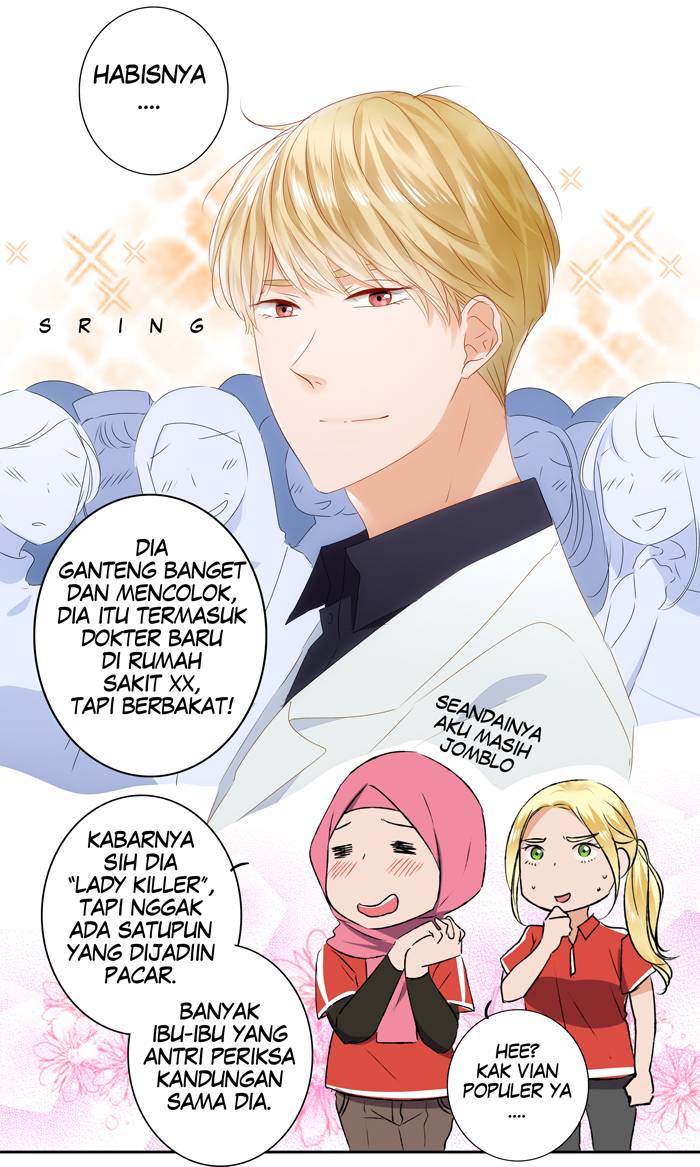 HABISNYA
....
SRING
DIA
GANTENG BANGET
DAN MENCOLOK,
DIA ITU TERMASUK
DOKTER BARU
DI RUMAH
SAKIT XX,
TAPI BERBAKAT!
SEANDAINYA
AKU MASIH
JOMBLO
KABARNYA
SIH DIA
"LADY KILLER",
TAPI NGGAK
ADA SATUPUN
YANG DIJADIIN
PACAR.
BANYAK
IBU-IBU YANG
ANTRI PERIKSA
KANDUNGAN
SAMA DIA.
HEE?
KAK VIAN
POPULER YA
....